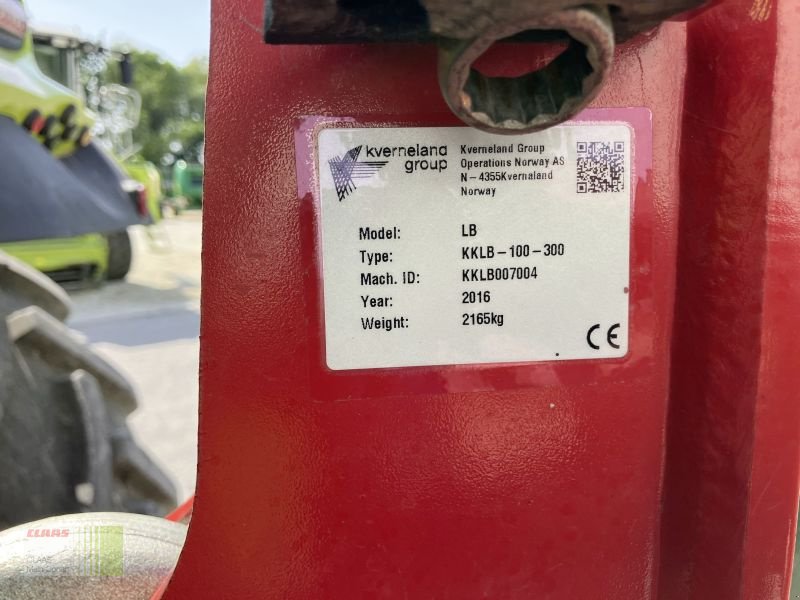 kverneland
group
Kverneland Group
Operations Norway AS
N-4355Kvernaland
Norway
Model: LB
Type: KKLB-100-300
Mach. ID: KKLB007004
Year: 2016
Weight: 2165kg
CE
CLAAS